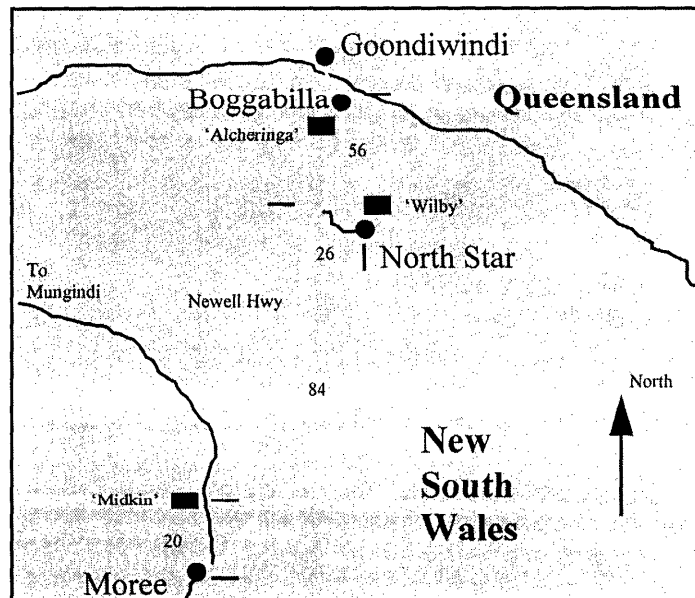 Goondiwindi
Boggabilla
Queensland
'Alcheringa'
56
'Wilby'
26
North Star
To
Mungindi
Newell Hwy
North
84
New
South
Wales
'Midkin'
20
Moree